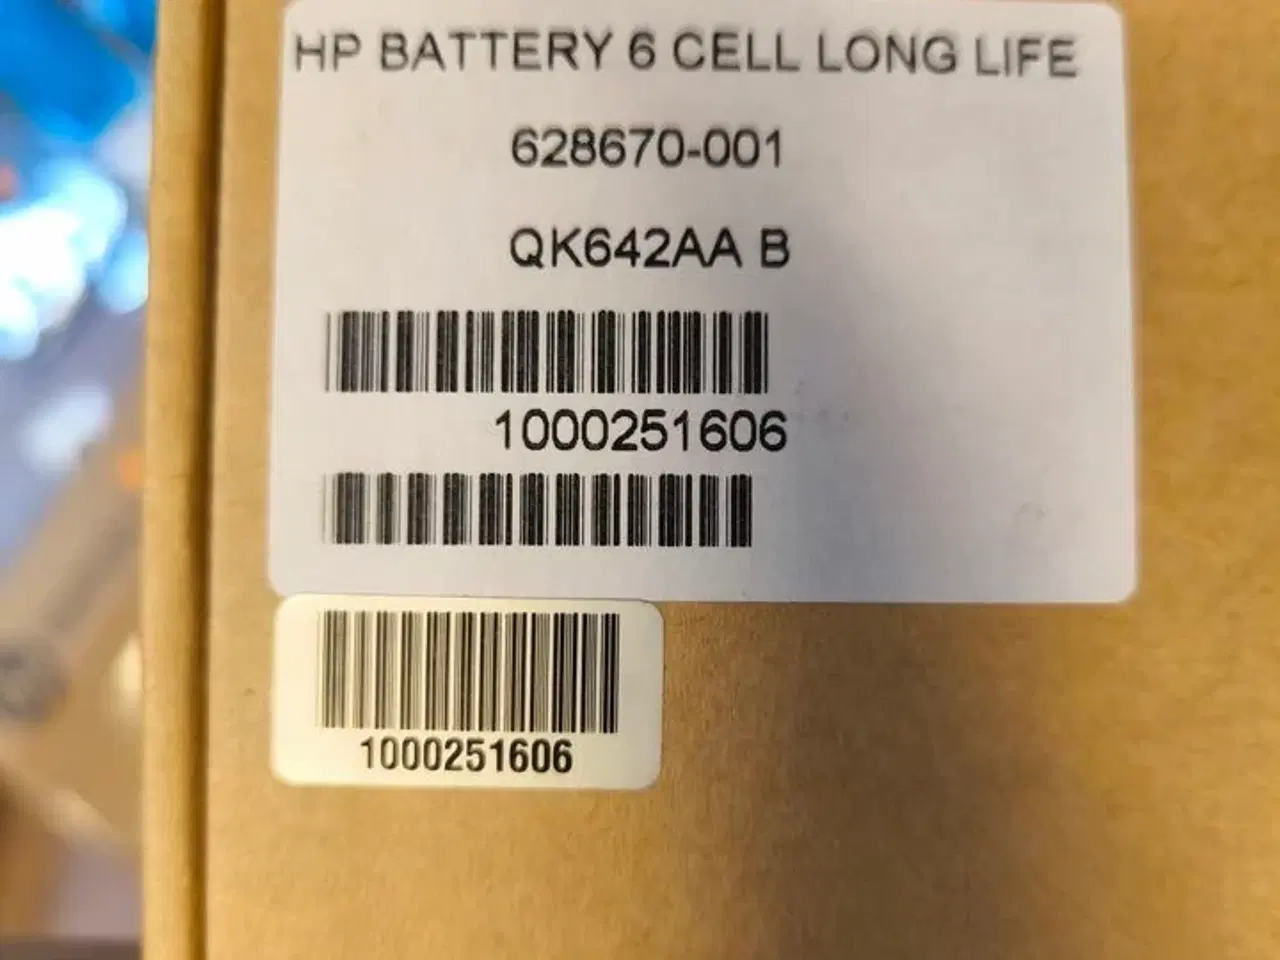 HP BATTERY 6 CELL LONG LIFE
628670-001
QK642AA B
1000251606
1000251606